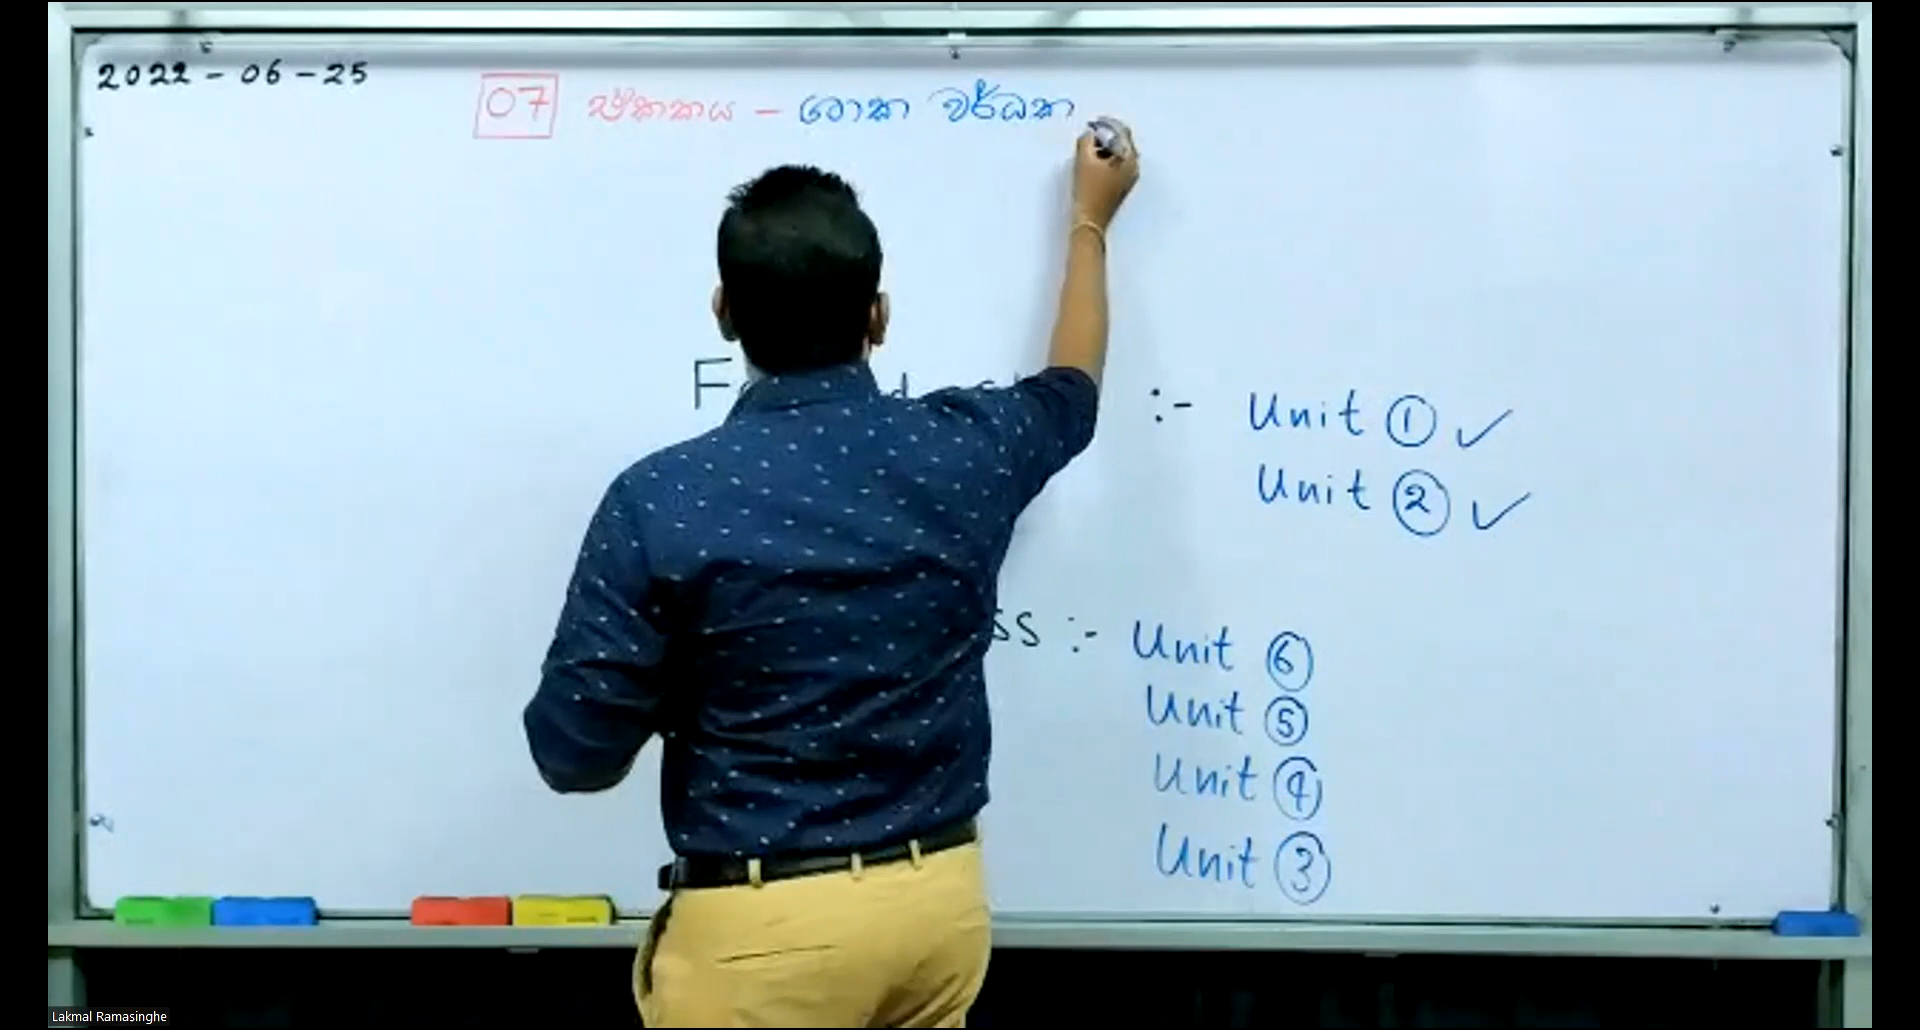 2022 - 06 - 25
07 ඒකකය - ශාක වර්ධක
:- Unit ① ✓
Unit ② ✓
ss :- Unit ⑥
Unit ⑤
Unit ④
Unit ③
Lakmal Ramasinghe